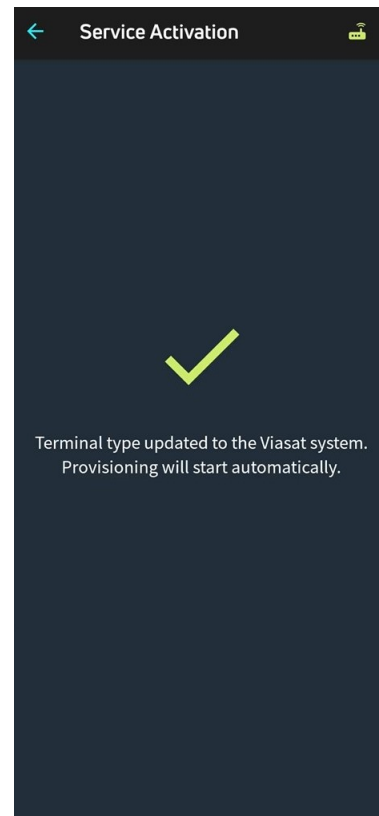 Service Activation
Terminal type updated to the Viasat system.
Provisioning will start automatically.